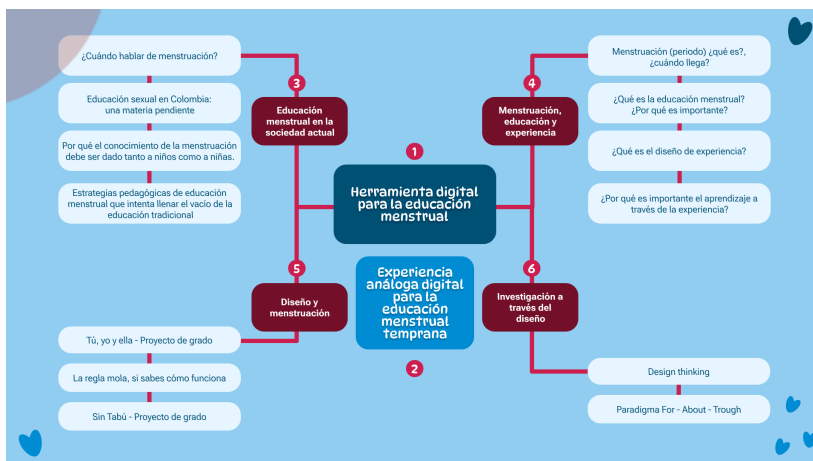 ¿Cuándo hablar de menstruación?
3
Educación sexual en Colombia:
una materia pendiente
Por qué el conocimiento de la menstruación
debe ser dado tanto a niños como a niñas.
Estrategias pedagógicas de educación
menstrual que intenta llenar el vacío de la
educación tradicional
Educación
menstrual en la
sociedad actual
1
Herramienta digital
para la educación
menstrual
4
Menstruación,
educación y
experiencia
Menstruación (periodo) ¿qué es?,
¿cuándo llega?
¿Qué es la educación menstrual?
¿Por qué es importante?
¿Qué es el diseño de experiencia?
¿Por qué es importante el aprendizaje a
través de la experiencia?
5
Diseño y
menstruación
Tú, yo y ella - Proyecto de grado
La regla mola, si sabes cómo funciona
Sin Tabú - Proyecto de grado
Experiencia
análoga digital
para la
educación
menstrual
temprana
2
6
Investigación a
través del
diseño
Design thinking
Paradigma For - About - Trough